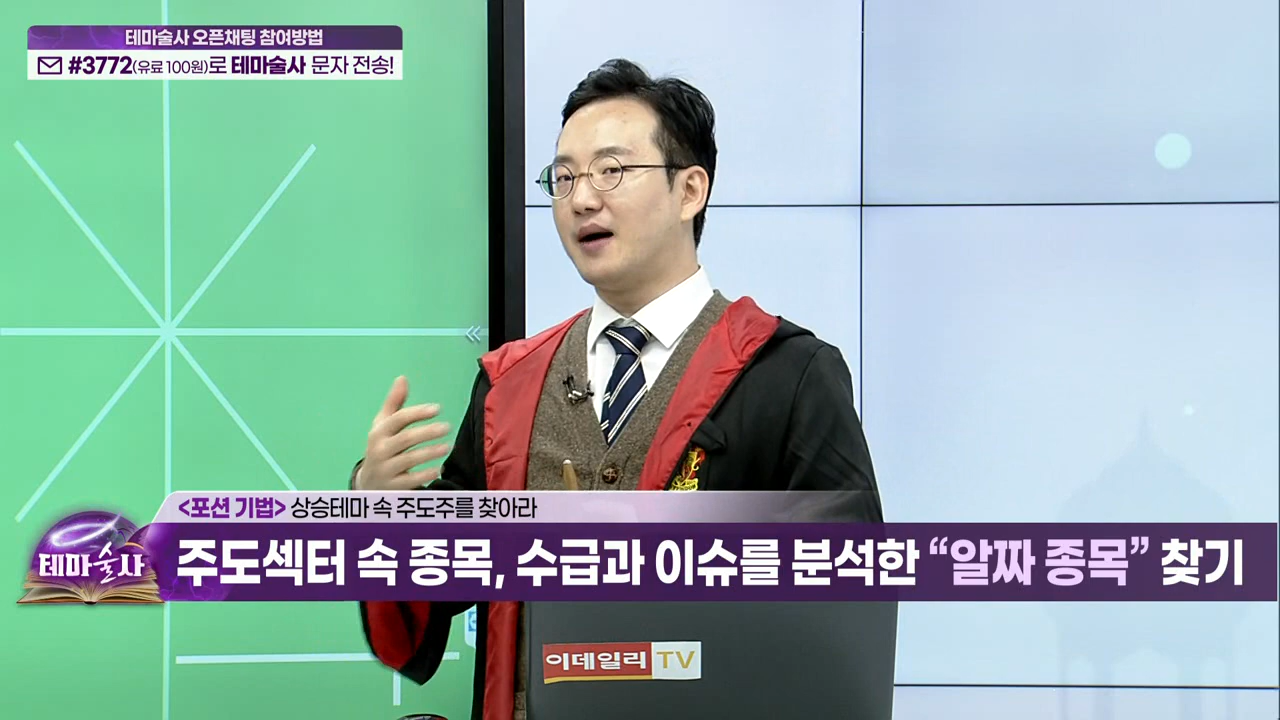 테마술사 오픈채팅 참여방법
#3772(유료 100원)로 테마술사 문자 전송!
<포션 기법> 상승테마 속 주도주를 찾아라
테마술사
주도섹터 속 종목, 수급과 이슈를 분석한 “알짜 종목” 찾기
이데일리TV